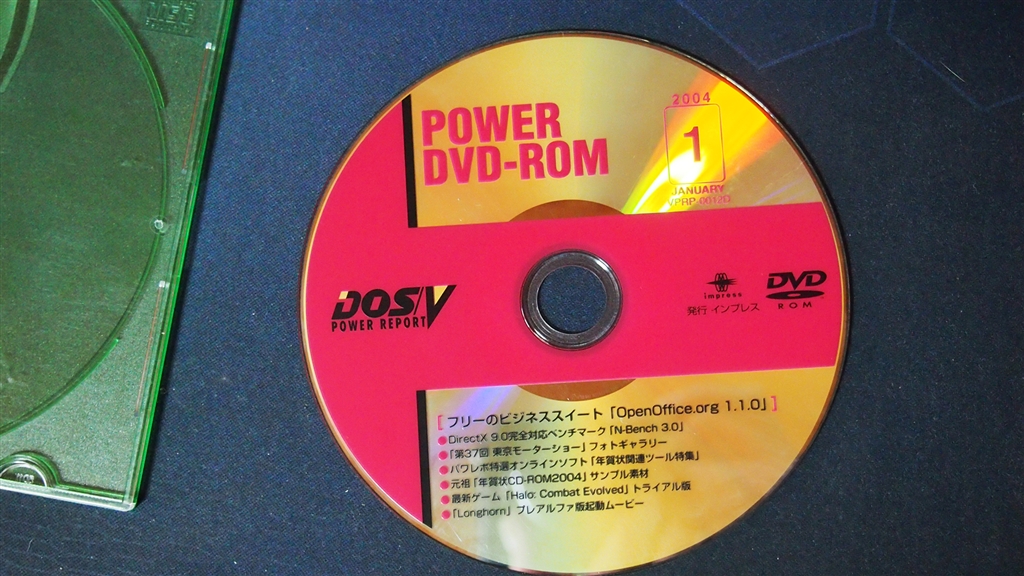 POWER
DVD-ROM
2004
1
JANUARY
VPRP-0012D
DOS/V
POWER REPORT
impress
発行 インプレス
DVD
ROM
[ フリーのビジネススイート「OpenOffice.org 1.1.0」]
●DirectX 9.0完全対応ベンチマーク「N-Bench 3.0」
●「第37回 東京モーターショー」フォトギャラリー
●パワレポ特選オンラインソフト「年賀状関連ツール特集」
●元祖「年賀状CD-ROM2004」サンプル素材
●最新ゲーム「Halo: Combat Evolved」トライアル版
●「Longhorn」プレアルファ版起動ムービー